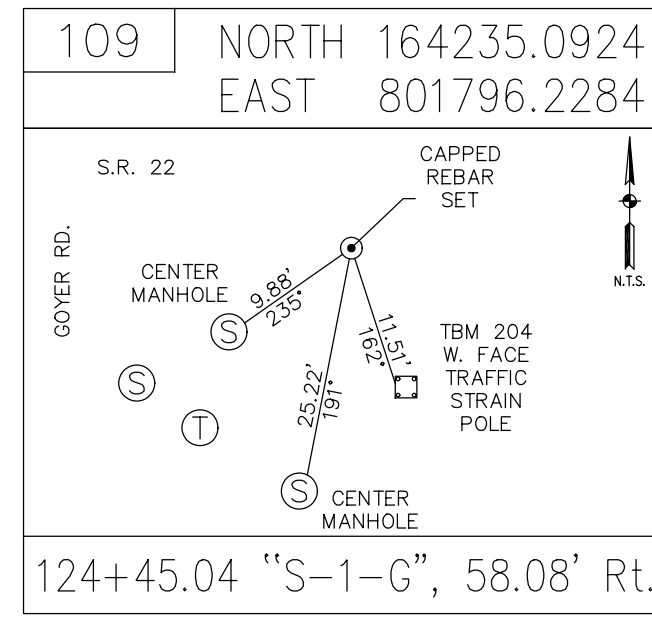 109
NORTH 164235.0924
EAST 801796.2284
S.R. 22
CAPPED
REBAR
SET
N.T.S.
GOYER RD.
CENTER
MANHOLE
9.88'
235°
S
S
T
25.22'
191°
11.51'
162°
TBM 204
W. FACE
TRAFFIC
STRAIN
POLE
S
CENTER
MANHOLE
124+45.04 “S-1-G”, 58.08’ Rt.